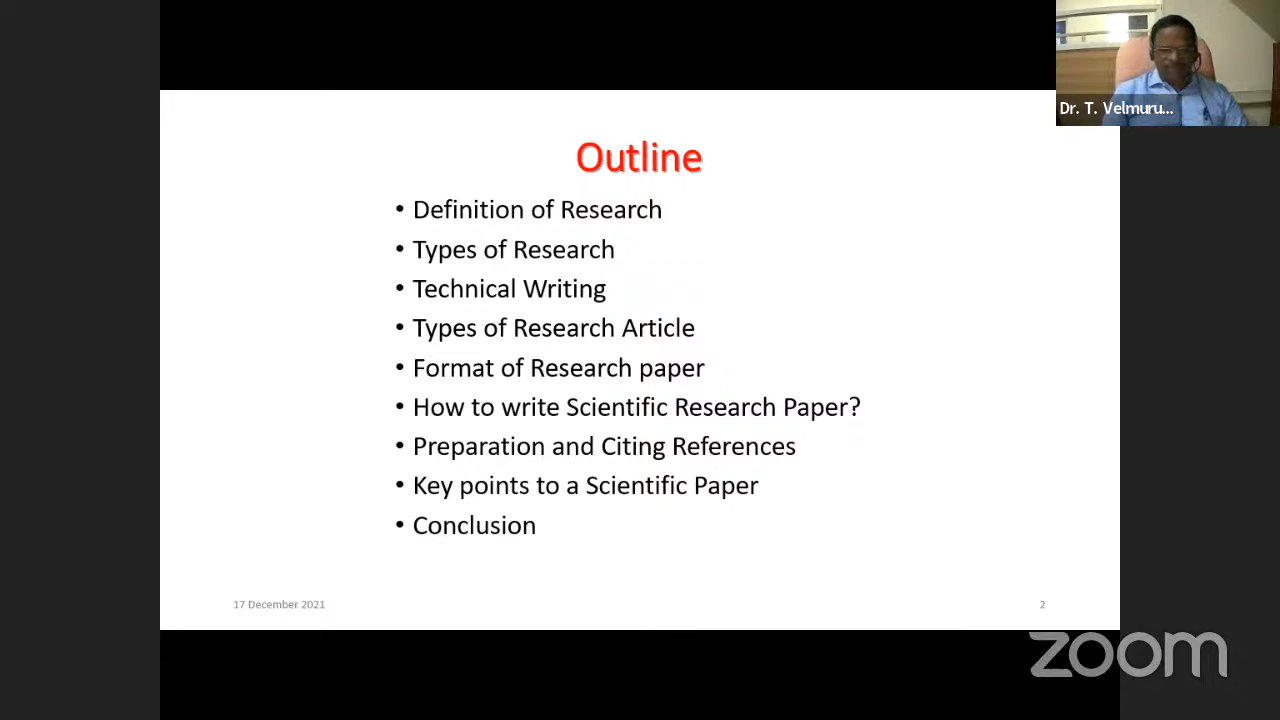 Dr. T. Velmuru...
Outline
• Definition of Research
• Types of Research
• Technical Writing
• Types of Research Article
• Format of Research paper
• How to write Scientific Research Paper?
• Preparation and Citing References
• Key points to a Scientific Paper
• Conclusion
17 December 2021
2
zoom